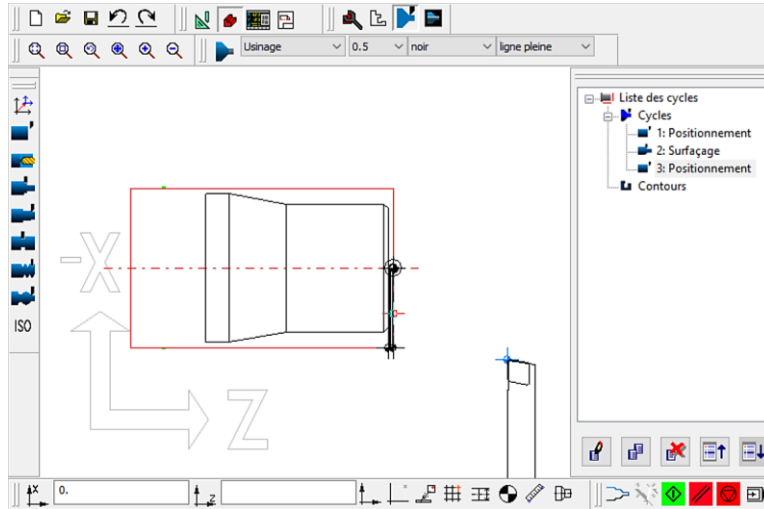 Usinage
0.5
noir
ligne pleine
Liste des cycles
Cycles
1: Positionnement
2: Surfaçage
3: Positionnement
Contours
-X
Z
ISO
X
0.
Z